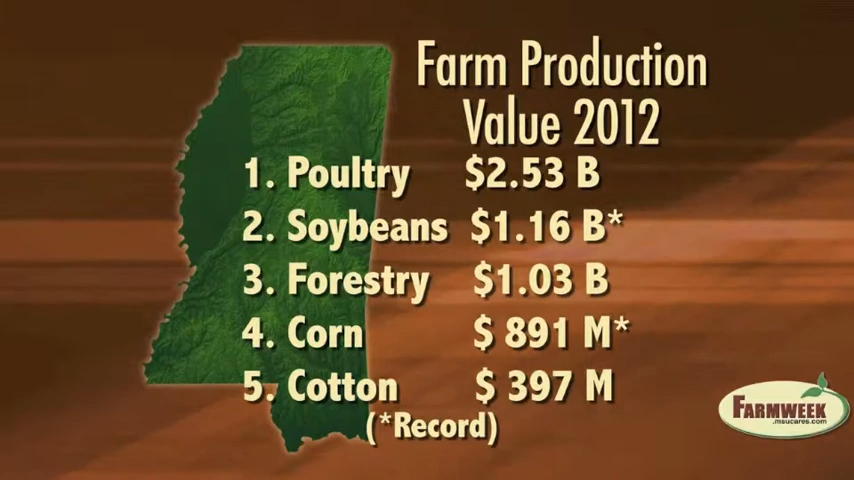 Farm Production
Value 2012
1. Poultry $2.53 B
2. Soybeans $1.16 B*
3. Forestry $1.03 B
4. Corn $ 891 M*
5. Cotton $ 397 M
(*Record)
FARMWEEK
.msucares.com